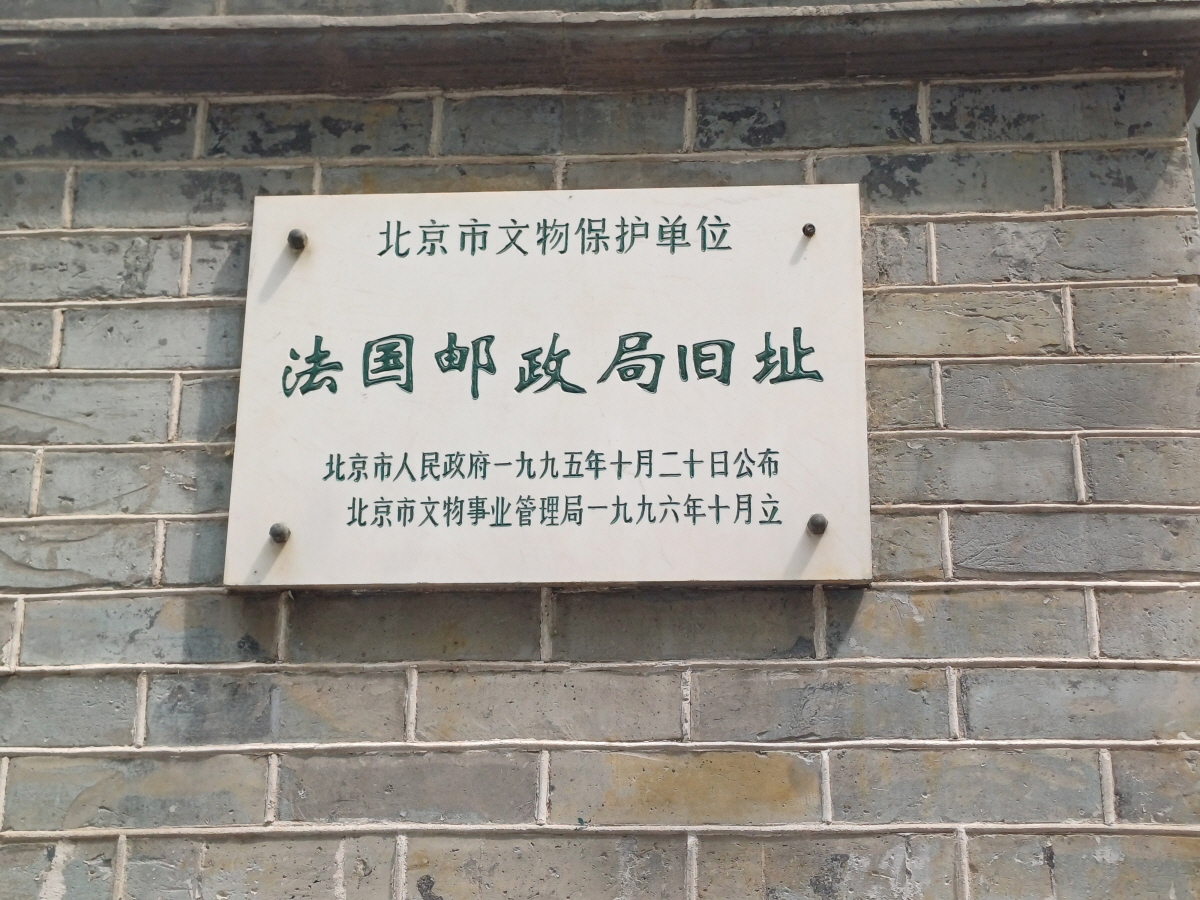 北京市文物保护单位
法国邮政局旧址
北京市人民政府一九九五年十月二十日公布
北京市文物事业管理局一九九六年十月立